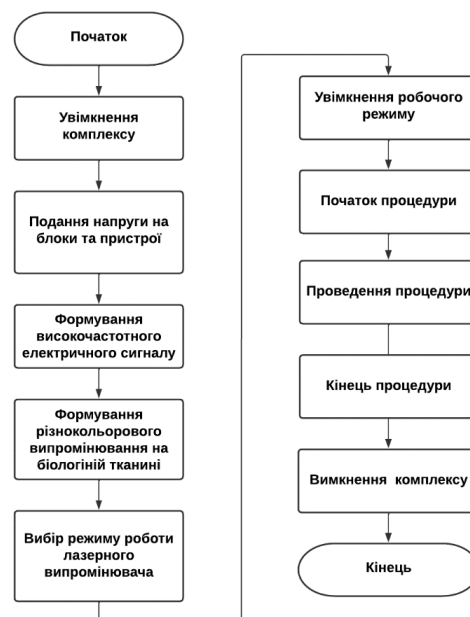 Початок
Увімкнення
комплексу
Подання напруги на
блоки та пристрої
Формування
високочастотного
електричного сигналу
Формування
різнокольорового
випромінювання на
біологіній тканині
Вибір режиму роботи
лазерного
випромінювача
Увімкнення робочого
режиму
Початок процедури
Проведення процедури
Кінець процедури
Вимкнення комплексу
Кінець